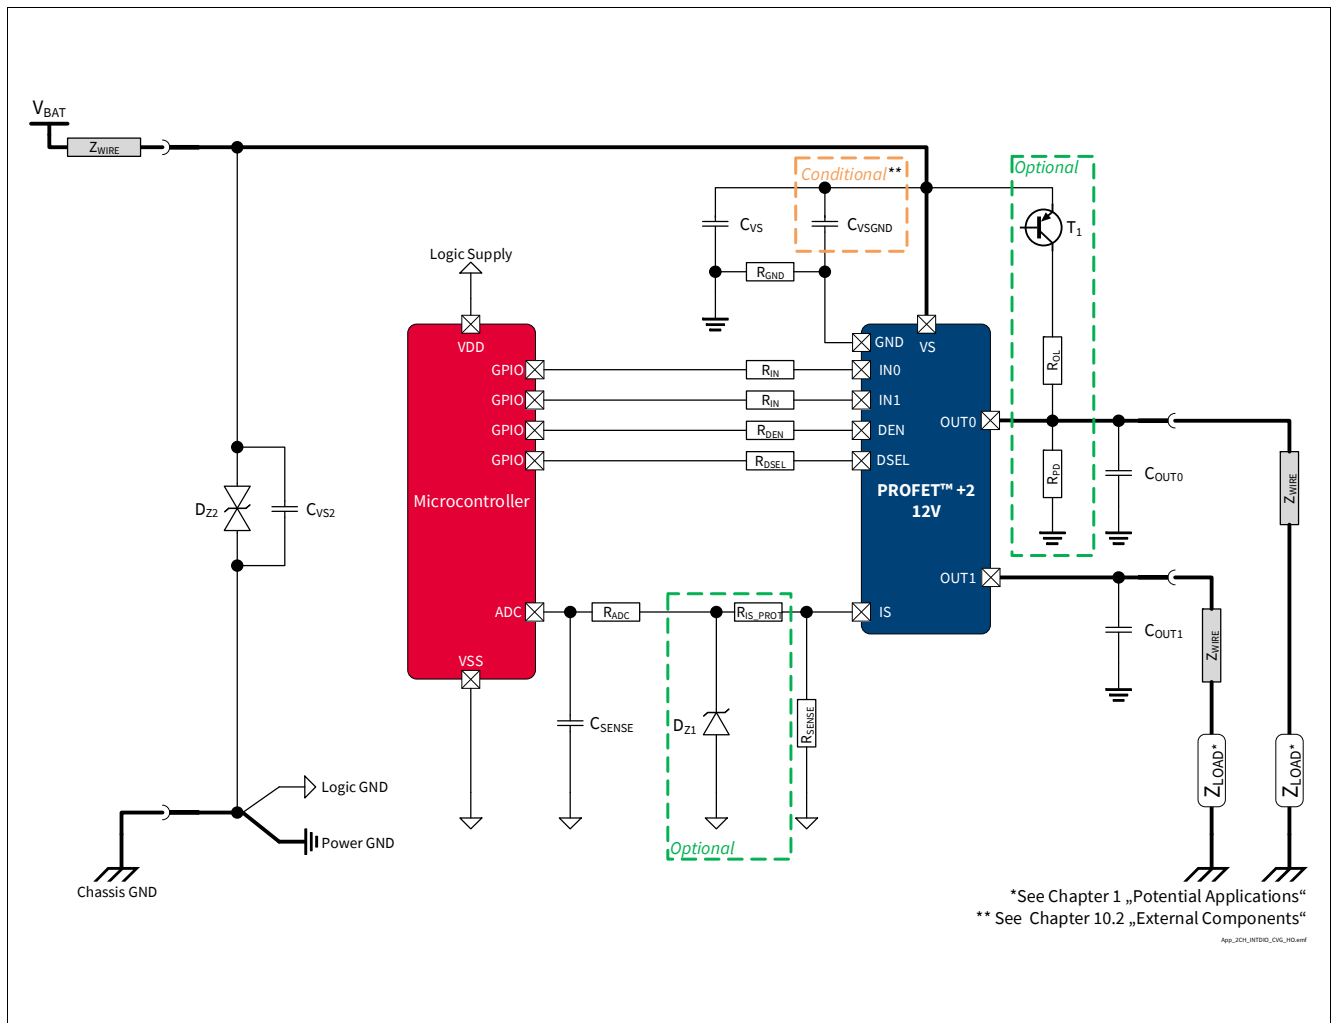 VBAT
ZWIRE
Conditional**
Optional
CVS
CVSGND
T1
Logic Supply
RGND
VDD
GND
VS
GPIO
RIN
IN0
ROL
GPIO
RIN
IN1
OUT0
GPIO
RDEN
DEN
GPIO
RDSEL
DSEL
RPD
COUT0
ZWIRE
Microcontroller
PROFET™ +2
12V
DZ2
CVS2
OUT1
ADC
RADC
RIS_PROT
IS
COUT1
ZWIRE
VSS
CSENSE
DZ1
RSENSE
ZLOAD*
ZLOAD*
Logic GND
Power GND
Optional
Chassis GND
*See Chapter 1 „Potential Applications“
** See Chapter 10.2 „External Components“
App_2CH_INTDIO_CVG_HO.emf